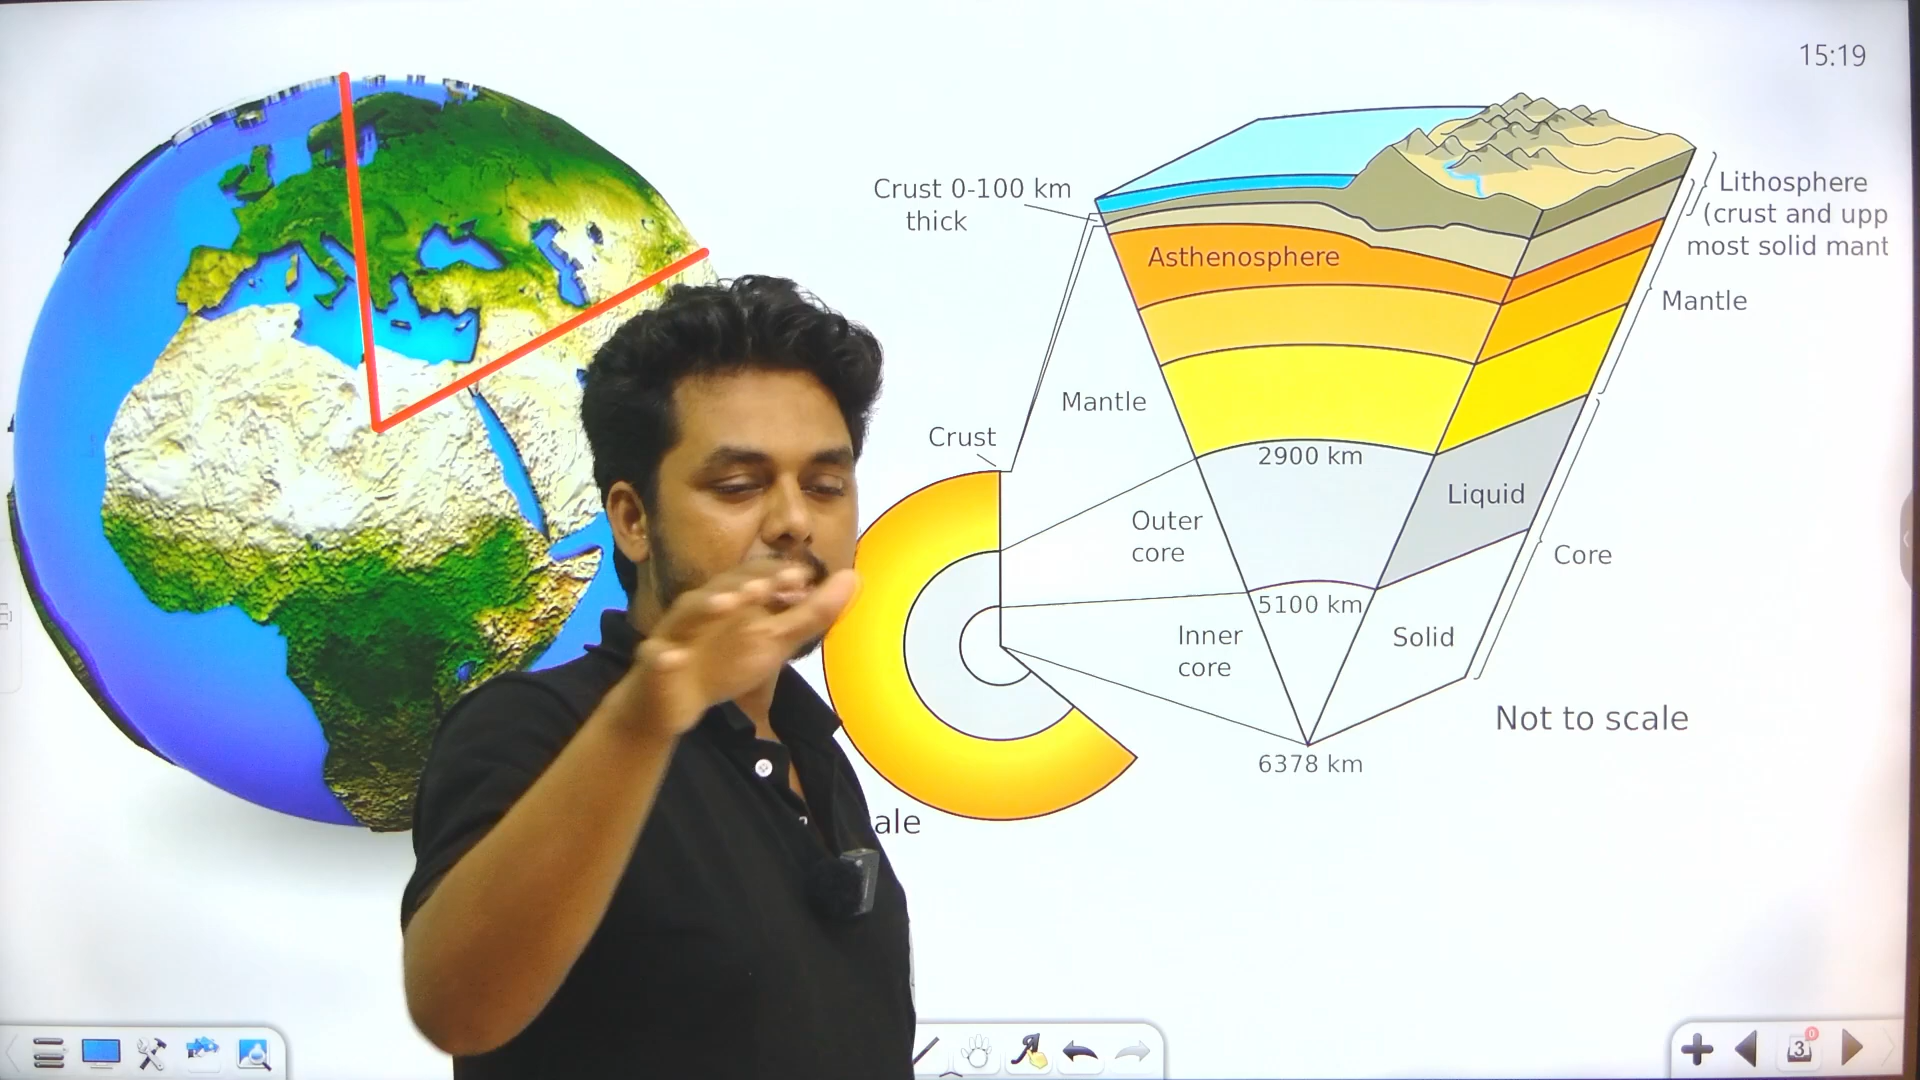 15:19
Crust 0-100 km
thick
Lithosphere
(crust and upp
most solid mant
Asthenosphere
Mantle
Mantle
Crust
2900 km
Liquid
Outer
core
Core
5100 km
Inner
core
Solid
Not to scale
6378 km
ale
3
0